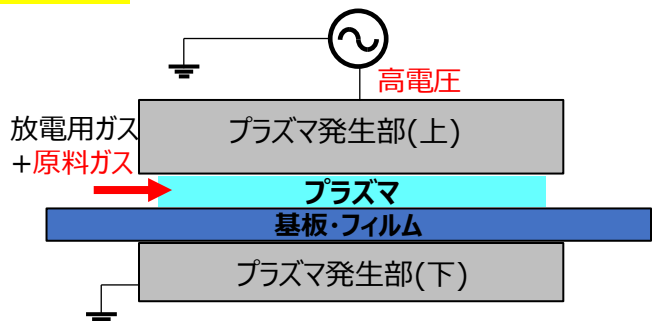 高電圧
放電用ガス
+原料ガス
プラズマ発生部(上)
プラズマ
基板・フィルム
プラズマ発生部(下)